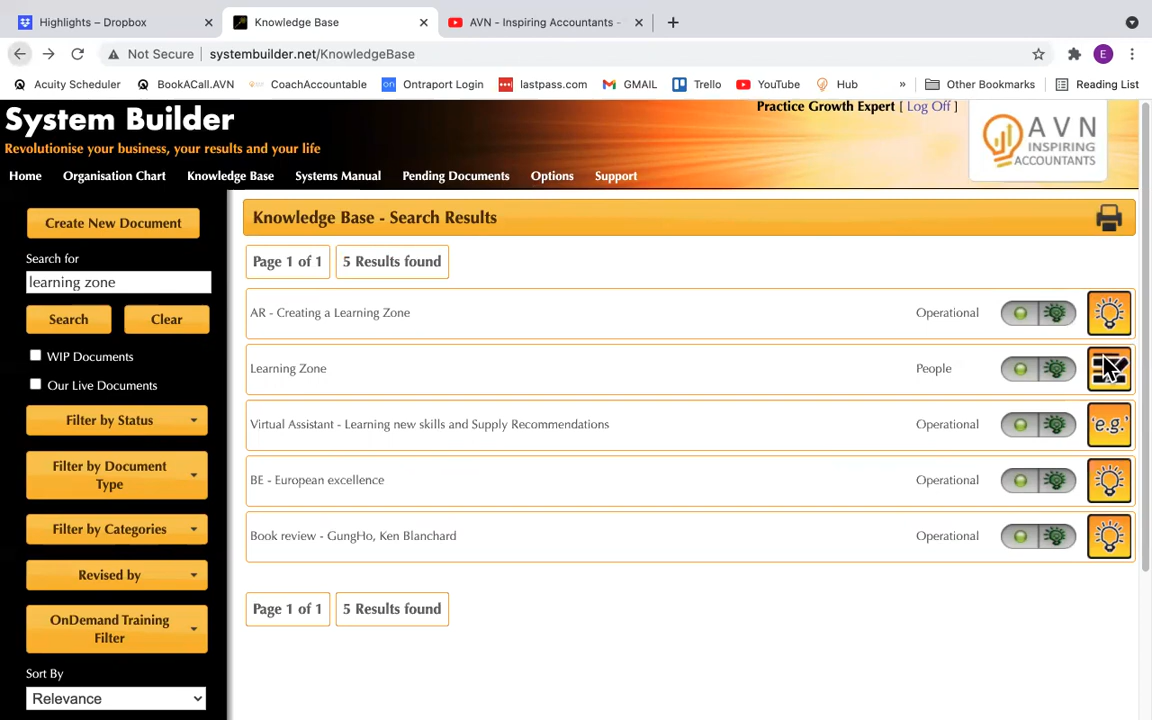 Highlights – Dropbox
Knowledge Base
AVN - Inspiring Accountants -
Not Secure
systembuilder.net/KnowledgeBase
E
Acuity Scheduler
BookACall.AVN
CoachAccountable
on
Ontraport Login
lastpass.com
GMAIL
Trello
YouTube
Hub
»
Other Bookmarks
Reading List
System Builder
Revolutionise your business, your results and your life
Practice Growth Expert [ Log Off ]
AVN
INSPIRING
ACCOUNTANTS
Home
Organisation Chart
Knowledge Base
Systems Manual
Pending Documents
Options
Support
Create New Document
Search for
learning zone
Search
Clear
WIP Documents
Our Live Documents
Filter by Status
Filter by Document
Type
Filter by Categories
Revised by
OnDemand Training
Filter
Sort By
Relevance
Knowledge Base - Search Results
Page 1 of 1
5 Results found
AR - Creating a Learning Zone
Operational
Learning Zone
People
Virtual Assistant - Learning new skills and Supply Recommendations
Operational
'e.g.'
BE - European excellence
Operational
Book review - GungHo, Ken Blanchard
Operational
Page 1 of 1
5 Results found